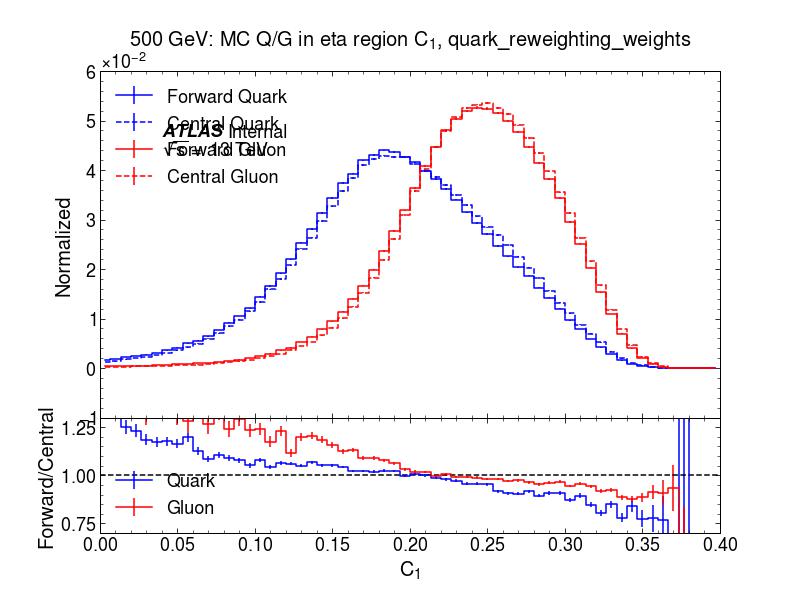 500 GeV: MC Q/G in eta region C₁, quark_reweighting_weights
×10⁻²
6
5
4
3
2
1
0
−1
Normalized
Forward Quark
Central Quark
ATLAS Internal
√s = 13 TeV
Forward Gluon
Central Gluon
1.25
1.00
0.75
Forward/Central
Quark
Gluon
0.00 0.05 0.10 0.15 0.20 0.25 0.30 0.35 0.40
C₁